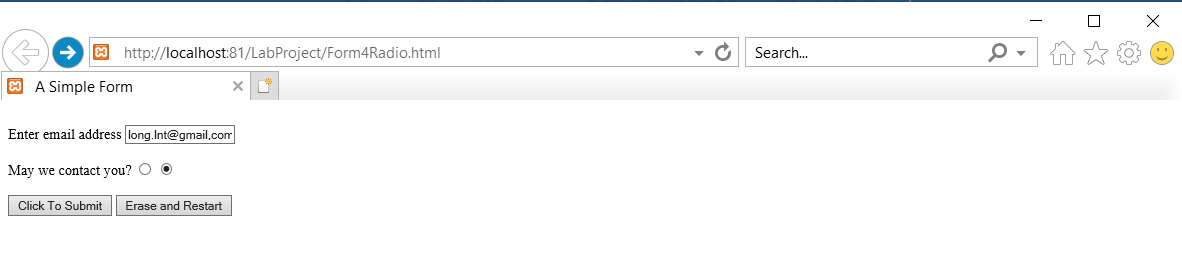 http://localhost:81/LabProject/Form4Radio.html
Search...
A Simple Form
Enter email address long.lnt@gmail.com
May we contact you?
Click To Submit Erase and Restart